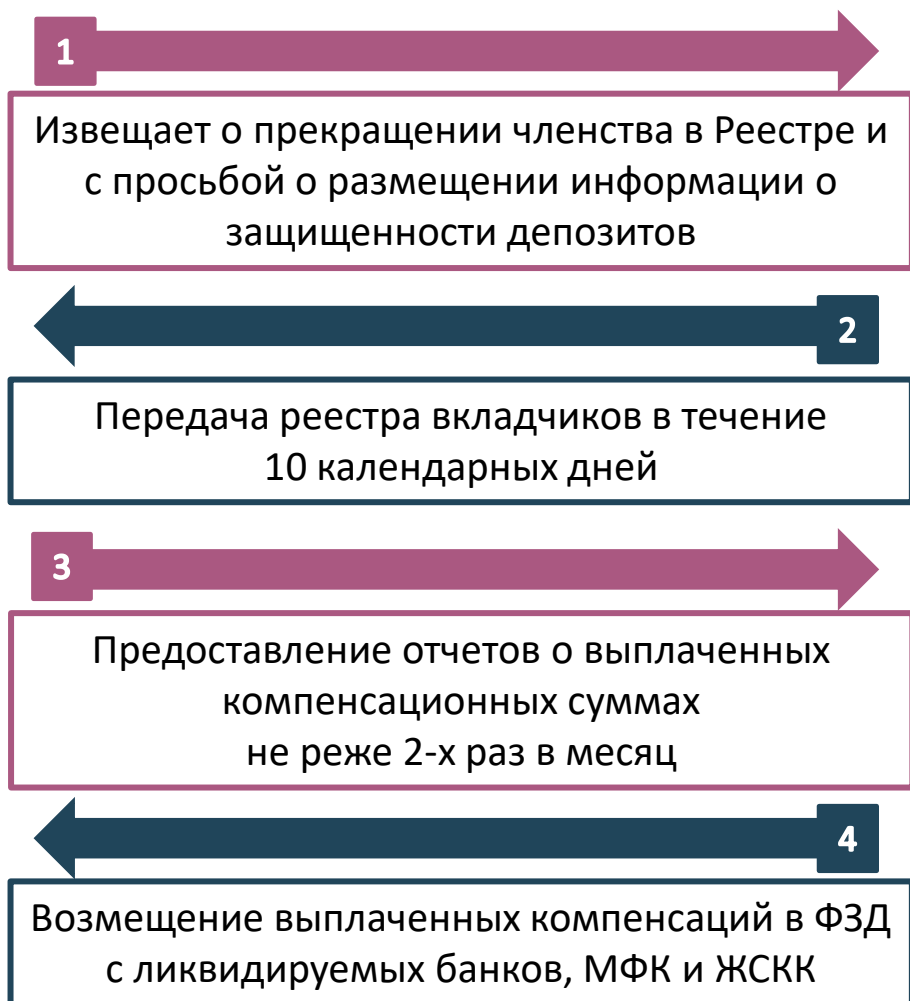 1
Извещает о прекращении членства в Реестре и
с просьбой о размещении информации о
защищенности депозитов
2
Передача реестра вкладчиков в течение
10 календарных дней
3
Предоставление отчетов о выплаченных
компенсационных суммах
не реже 2-х раз в месяц
4
Возмещение выплаченных компенсаций в ФЗД
с ликвидируемых банков, МФК и ЖСКК